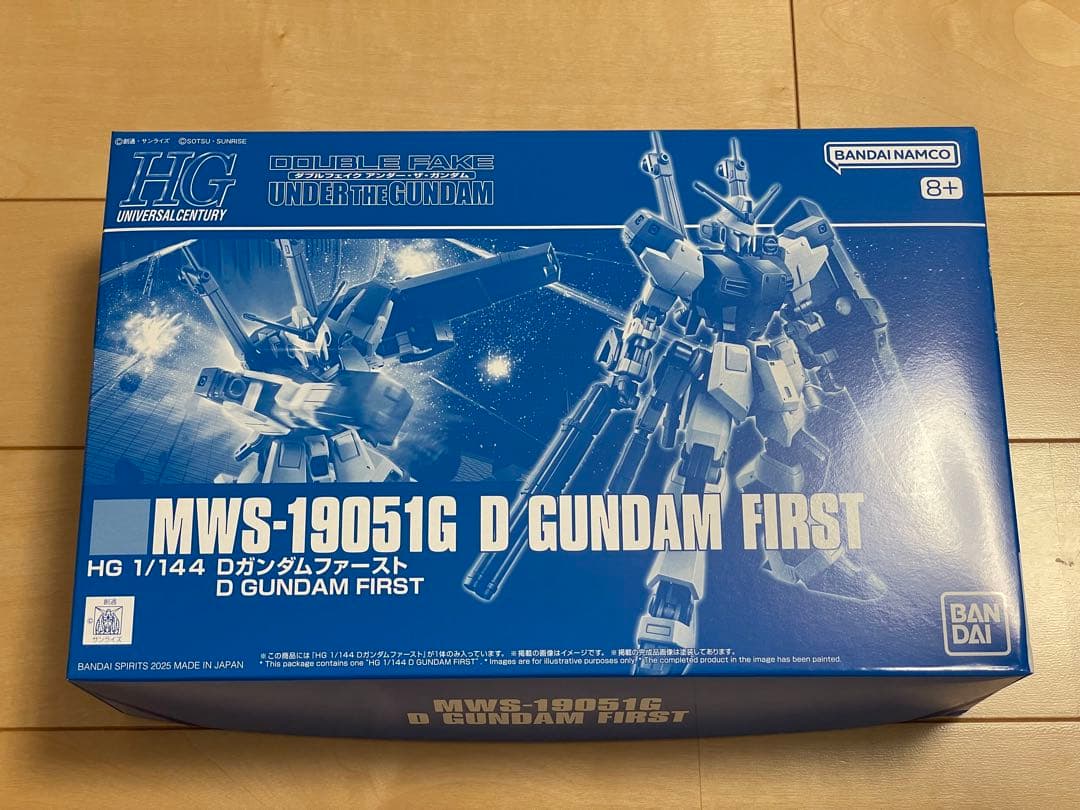 ©創通・サンライズ ©SOTSU・SUNRISE
HG
UNIVERSAL CENTURY
DOUBLE FAKE
ダブルフェイク アンダー・ザ・ガンダム
UNDER THE GUNDAM
BANDAI NAMCO
8+
MWS-19051G D GUNDAM FIRST
HG 1/144 Dガンダムファースト
D GUNDAM FIRST
創通
©
サンライズ
BANDAI SPIRITS 2025 MADE IN JAPAN
※この商品には「HG 1/144 Dガンダムファースト」が1体のみ入っています。 ※掲載の画像はイメージです。 ※掲載の完成品画像は塗装してあります。
* This package contains one "HG 1/144 D GUNDAM FIRST". * Images are for illustrative purposes only. * The completed product in the image has been painted.
BAN
DAI
MWS-19051G
D GUNDAM FIRST